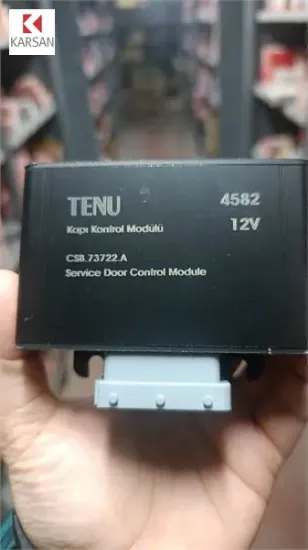 KARSAN
TENU 4582
Kapı Kontrol Modülü 12V
CSB.73722.A
Service Door Control Module